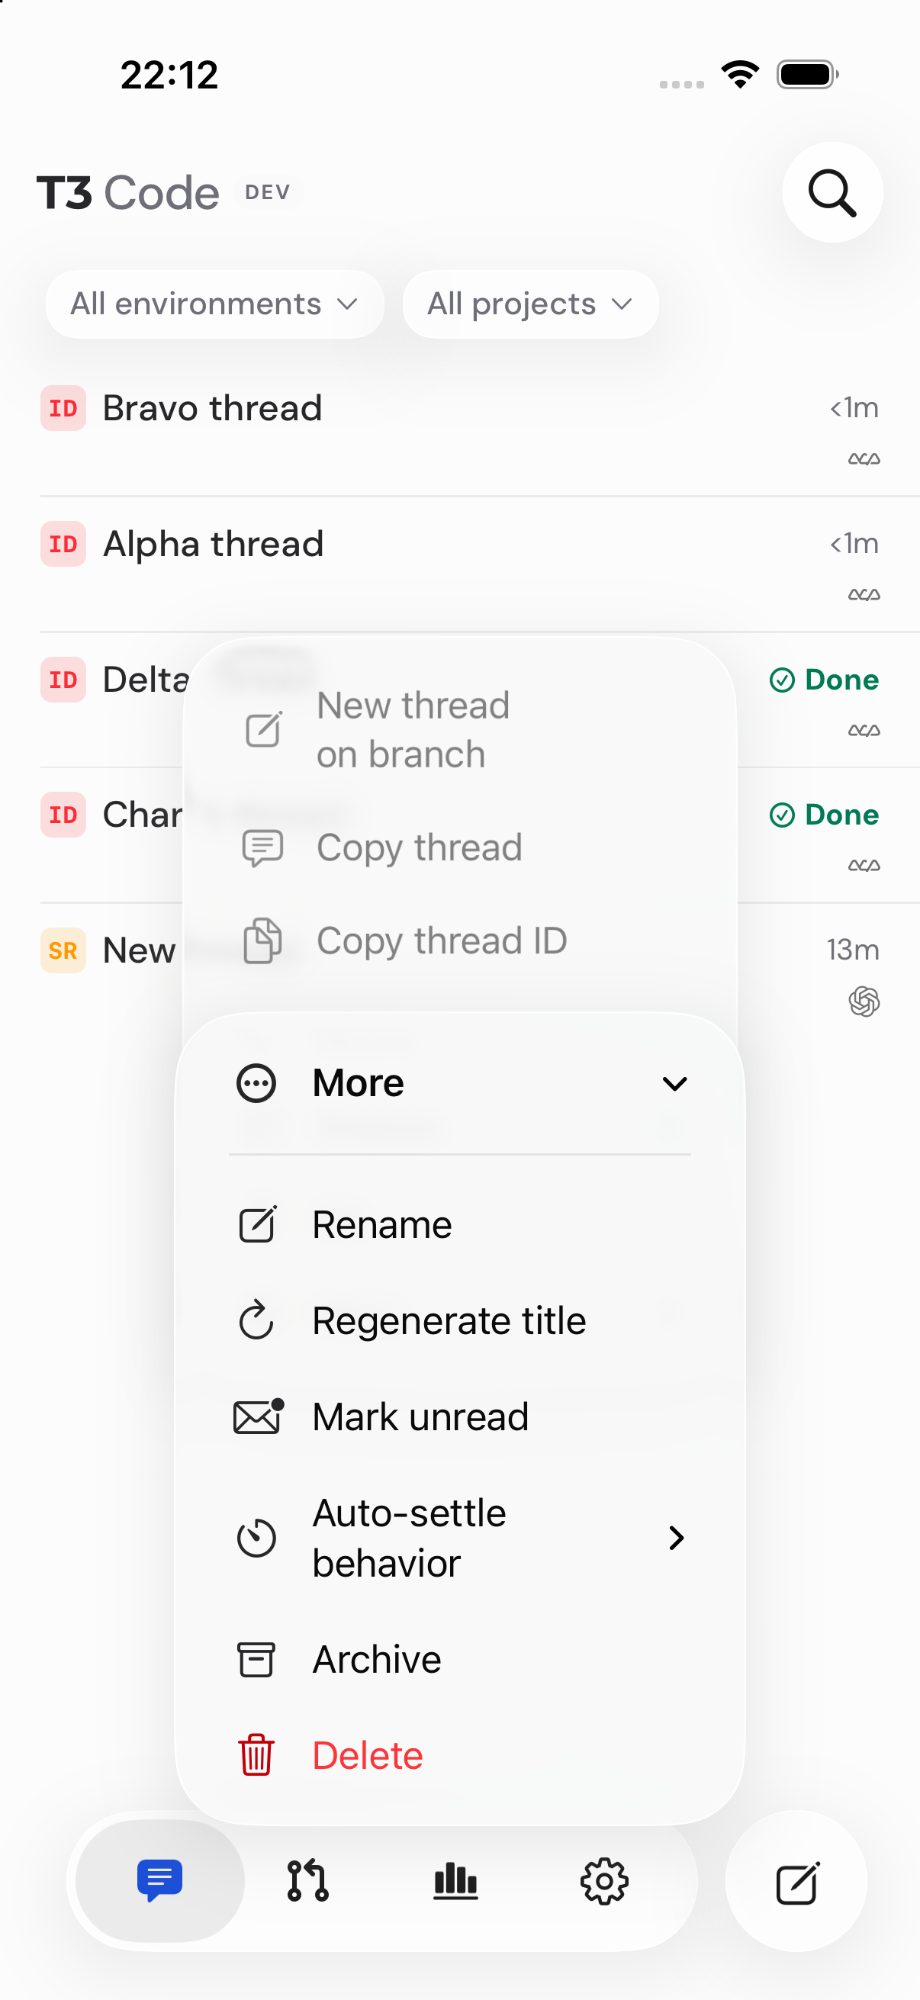 22:12
T3 Code DEV
All environments
All projects
ID Bravo thread <1m
ID Alpha thread <1m
ID Delta Done
New thread
on branch
ID Char Done
Copy thread
SR New 13m
Copy thread ID
More
Rename
Regenerate title
Mark unread
Auto-settle
behavior
Archive
Delete